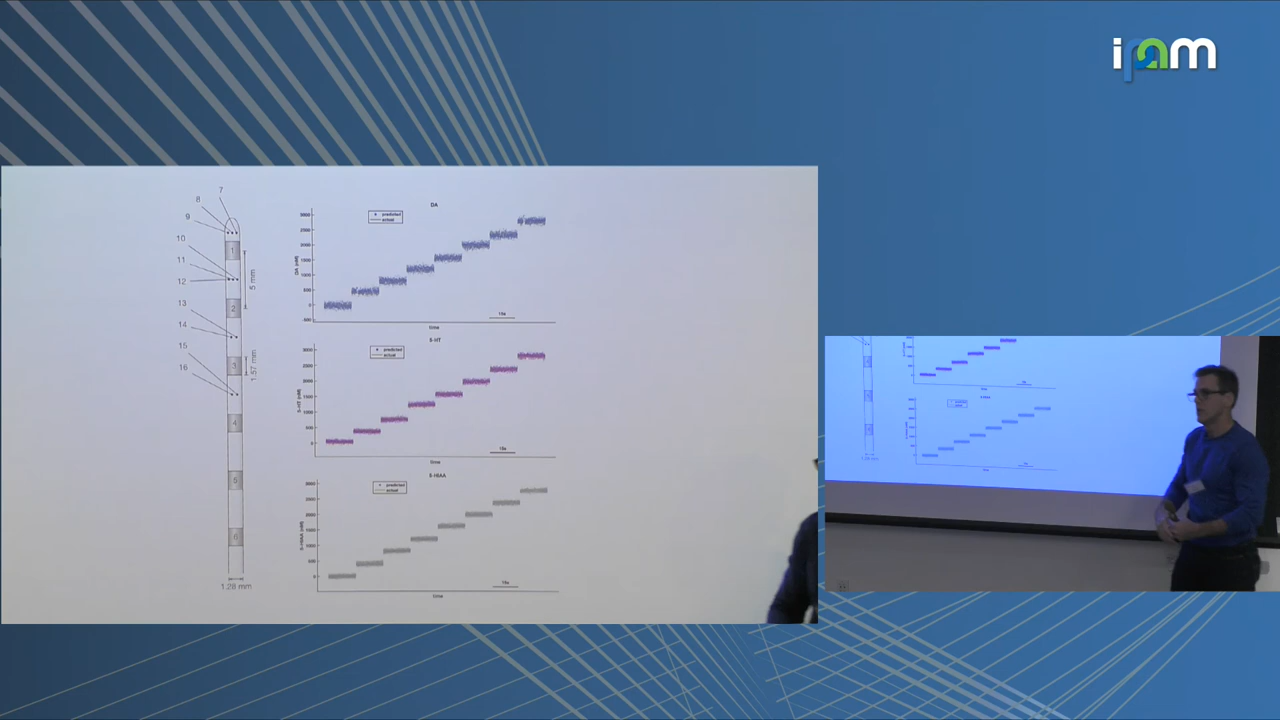 ipam
7
8
9
10
11
12
13
14
15
16
1
2
3
4
5
6
5 mm
1.57 mm
1.28 mm
DA
predicted
actual
DA (nM)
3000
2500
2000
1500
1000
500
0
-500
10s
time
5-HT
predicted
actual
5-HT (nM)
3000
2500
2000
1500
1000
500
0
10s
time
5-HIAA
predicted
actual
5-HIAA (nM)
3000
2500
2000
1500
1000
500
0
10s
time